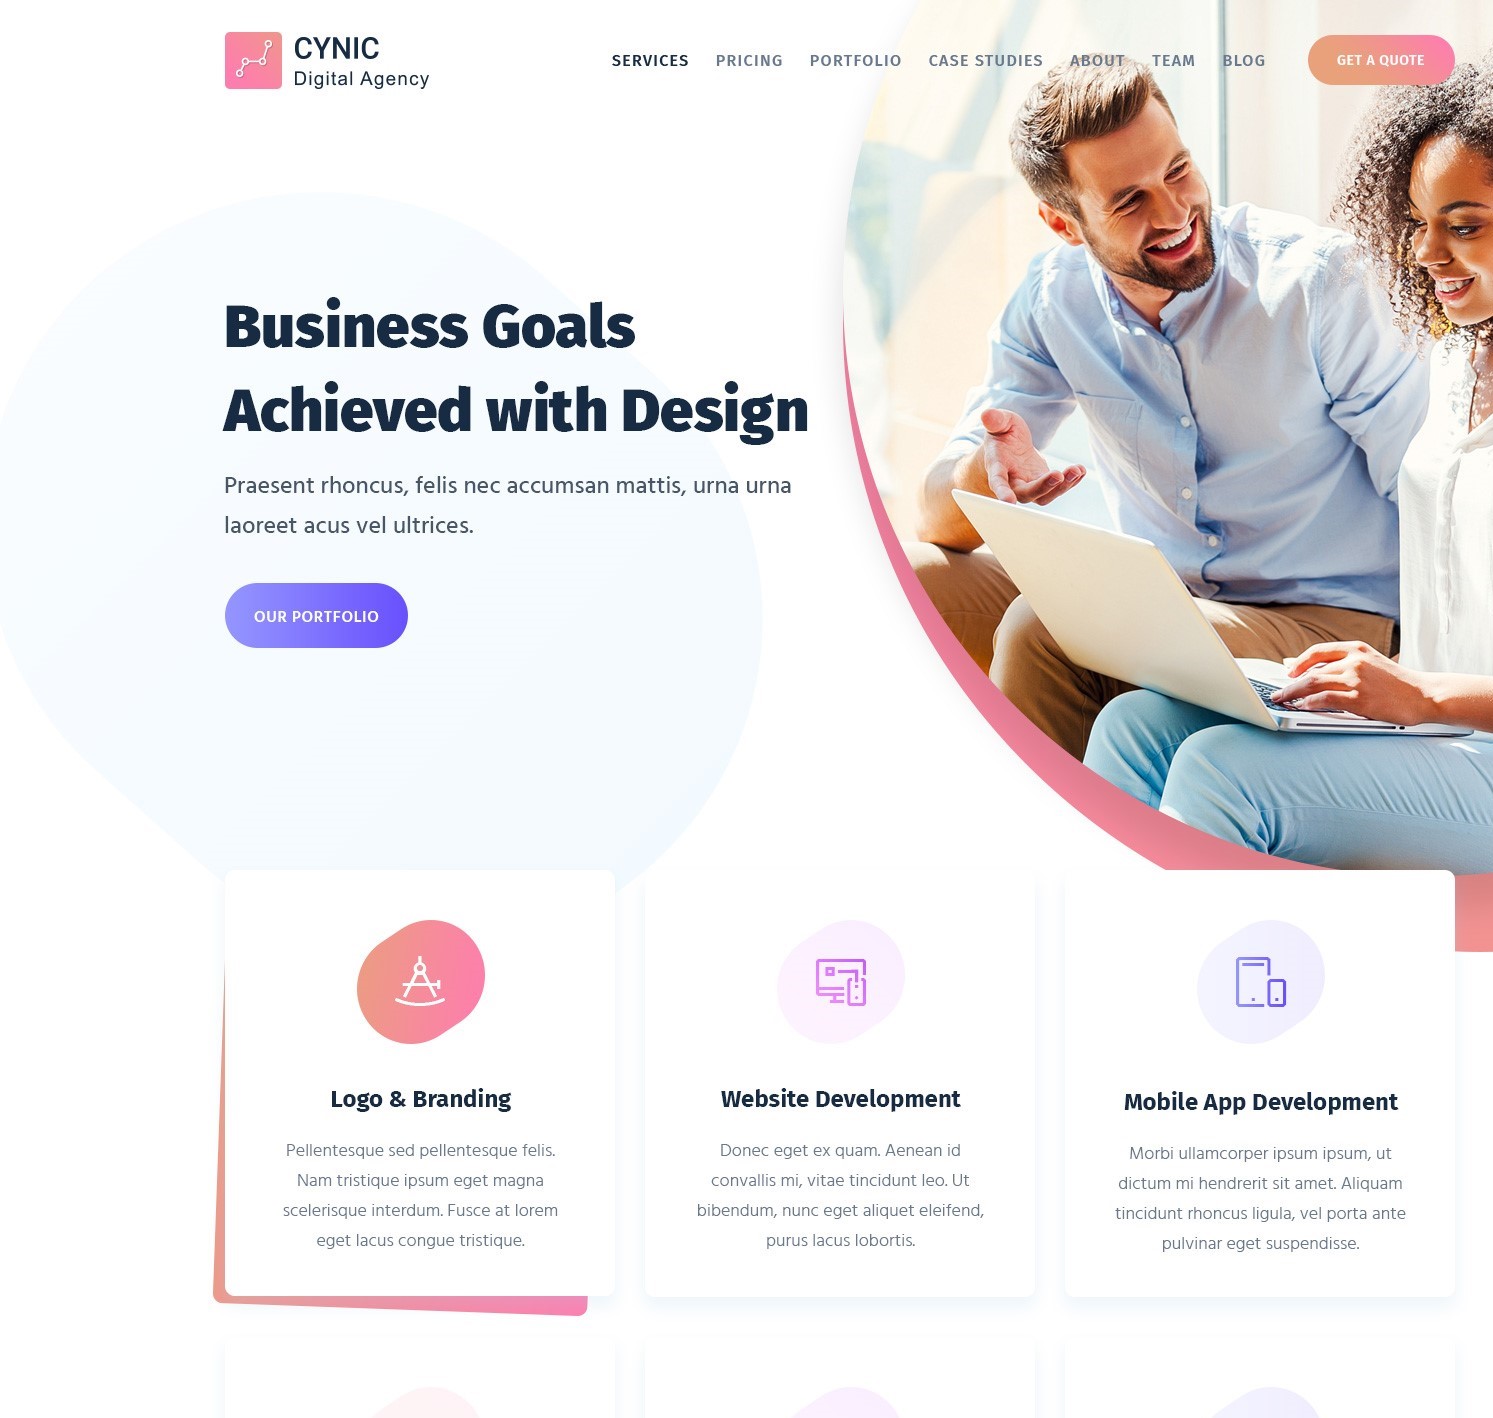 CYNIC
Digital Agency
SERVICES PRICING PORTFOLIO CASE STUDIES ABOUT TEAM BLOG GET A QUOTE
Business Goals
Achieved with Design
Praesent rhoncus, felis nec accumsan mattis, urna urna
laoreet acus vel ultrices.
OUR PORTFOLIO
Logo & Branding
Pellentesque sed pellentesque felis.
Nam tristique ipsum eget magna
scelerisque interdum. Fusce at lorem
eget lacus congue tristique.
Website Development
Donec eget ex quam. Aenean id
convallis mi, vitae tincidunt leo. Ut
bibendum, nunc eget aliquet eleifend,
purus lacus lobortis.
Mobile App Development
Morbi ullamcorper ipsum ipsum, ut
dictum mi hendrerit sit amet. Aliquam
tincidunt rhoncus ligula, vel porta ante
pulvinar eget suspendisse.